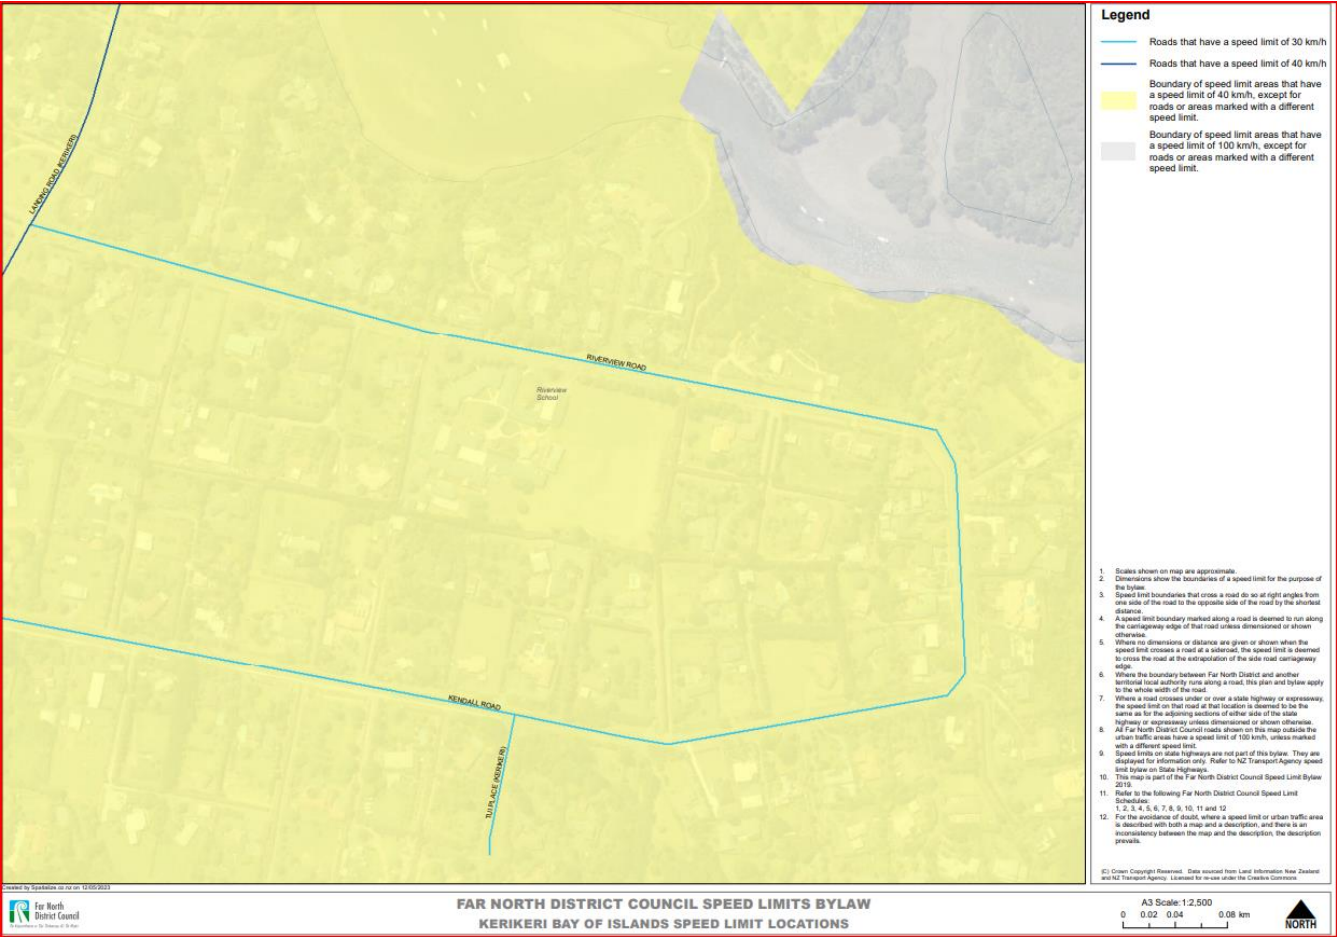 Legend
Roads that have a speed limit of 30 km/h
Roads that have a speed limit of 40 km/h
Boundary of speed limit areas that have
a speed limit of 40 km/h, except for
roads or areas marked with a different
speed limit.
Boundary of speed limit areas that have
a speed limit of 100 km/h, except for
roads or areas marked with a different
speed limit.
LANDING ROAD (KERIKERI)
RIVERVIEW ROAD
Riverview
School
KENDALL ROAD
TUI PLACE (KERIKERI)
1. Scales shown on map are approximate.
2. Dimensions show the boundaries of a speed limit for the purpose of
the bylaw.
3. Speed limit boundaries that cross a road do so at right angles from
one side of the road to the opposite side of the road by the shortest
distance.
4. A speed limit boundary marked along a road is deemed to run along
the carriageway edge of that road unless dimensioned or shown
otherwise.
5. Where no dimensions or distance are given or shown when the
speed limit crosses a road at a sideroad, the speed limit is deemed
to cross the road at the extrapolation of the side road carriageway
edge.
6. Where the boundary between Far North District and another
territorial local authority runs along a road, this plan and bylaw apply
to the whole width of the road.
7. Where a road crosses under or over a state highway or expressway,
the speed limit on that road at that location is deemed to be the
same as for the adjoining sections of either side of the state
highway or expressway unless dimensioned or shown otherwise.
8. All Far North District Council roads shown on this map outside the
urban traffic areas have a speed limit of 100 km/h, unless marked
with a different speed limit.
9. Speed limits on state highways are not part of this bylaw. They are
displayed for information only. Refer to NZ Transport Agency speed
limit bylaw on State Highways.
10. This map is part of the Far North District Council Speed Limit Bylaw
2019.
11. Refer to the following Far North District Council Speed Limit
Schedules:
1, 2, 3, 4, 5, 6, 7, 8, 9, 10, 11 and 12
12. For the avoidance of doubt, where a speed limit or urban traffic area
is described with both a map and a description, and there is an
inconsistency between the map and the description, the description
prevails.
(C) Crown Copyright Reserved. Data sourced from Land Information New Zealand
and NZ Transport Agency. Licensed for re-use under the Creative Commons
Created by Spatialize.co.nz on 12/05/2023
Far North
District Council
FAR NORTH DISTRICT COUNCIL SPEED LIMITS BYLAW
KERIKERI BAY OF ISLANDS SPEED LIMIT LOCATIONS
A3 Scale: 1:2,500
0 0.02 0.04 0.08 km
NORTH